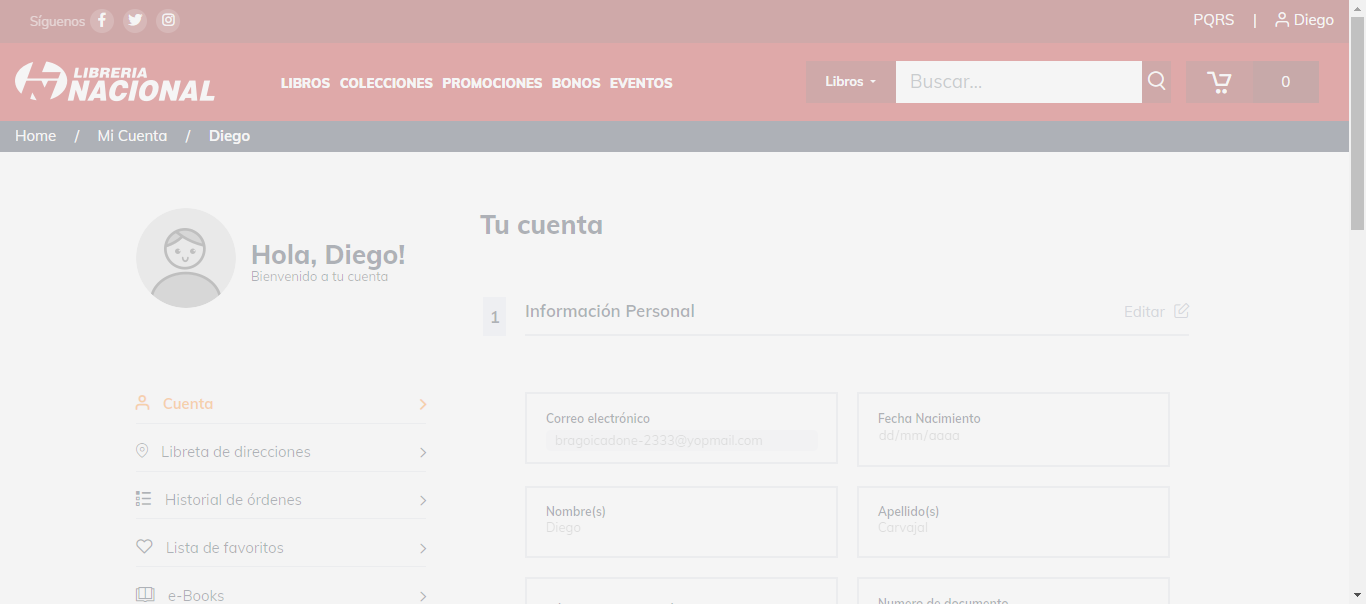 Síguenos
PQRS | Diego
LIBRERIA
NACIONAL
LIBROS COLECCIONES PROMOCIONES BONOS EVENTOS
Libros
Buscar...
0
Home / Mi Cuenta / Diego
Hola, Diego!
Bienvenido a tu cuenta
Cuenta
Libreta de direcciones
Historial de órdenes
Lista de favoritos
e-Books
Tu cuenta
1 Información Personal Editar
Correo electrónico
bragoicadone-2333@yopmail.com
Fecha Nacimiento
dd/mm/aaaa
Nombre(s)
Diego
Apellido(s)
Carvajal
Numero de documento